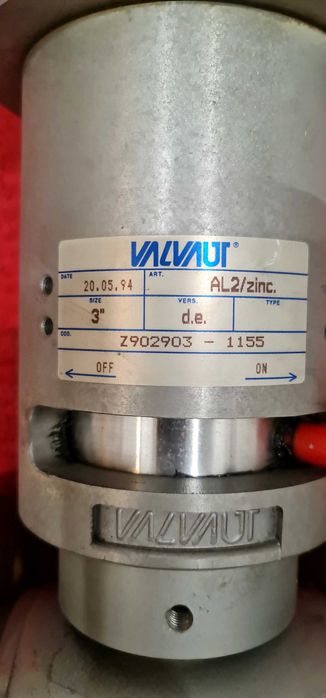 VALVAUT®
DATE 20.05.94 ART. AL2/zinc.
SIZE 3" VERS. d.e. TYPE
COD. Z902903 - 1155
OFF ON
VALVAUT